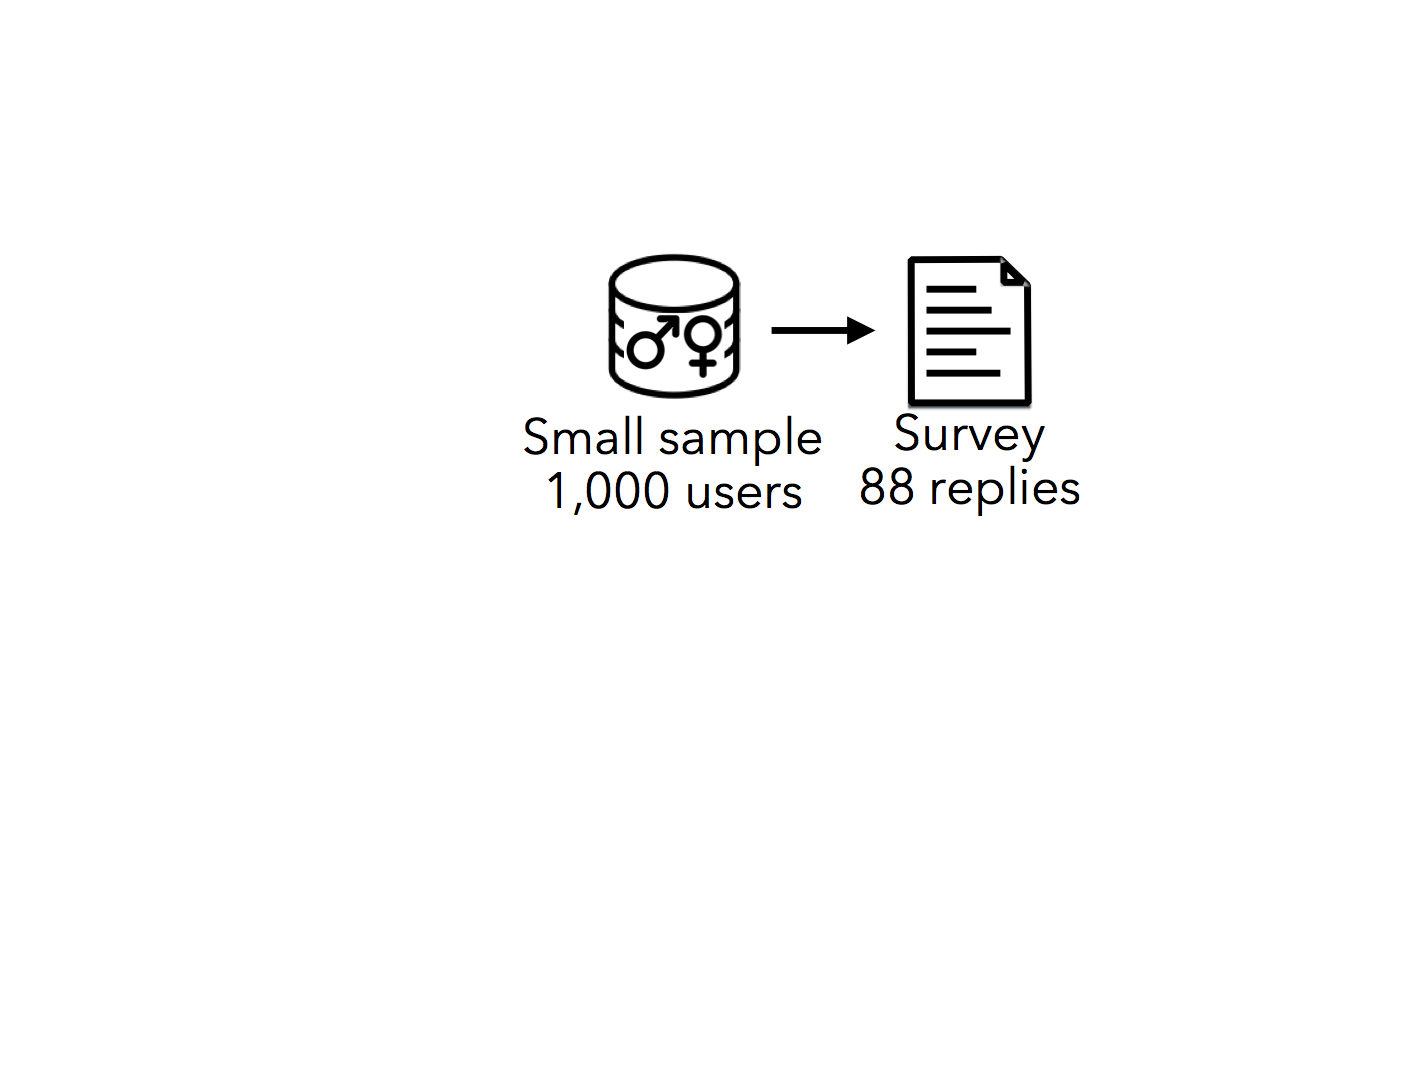 Small sample
1,000 users
Survey
88 replies